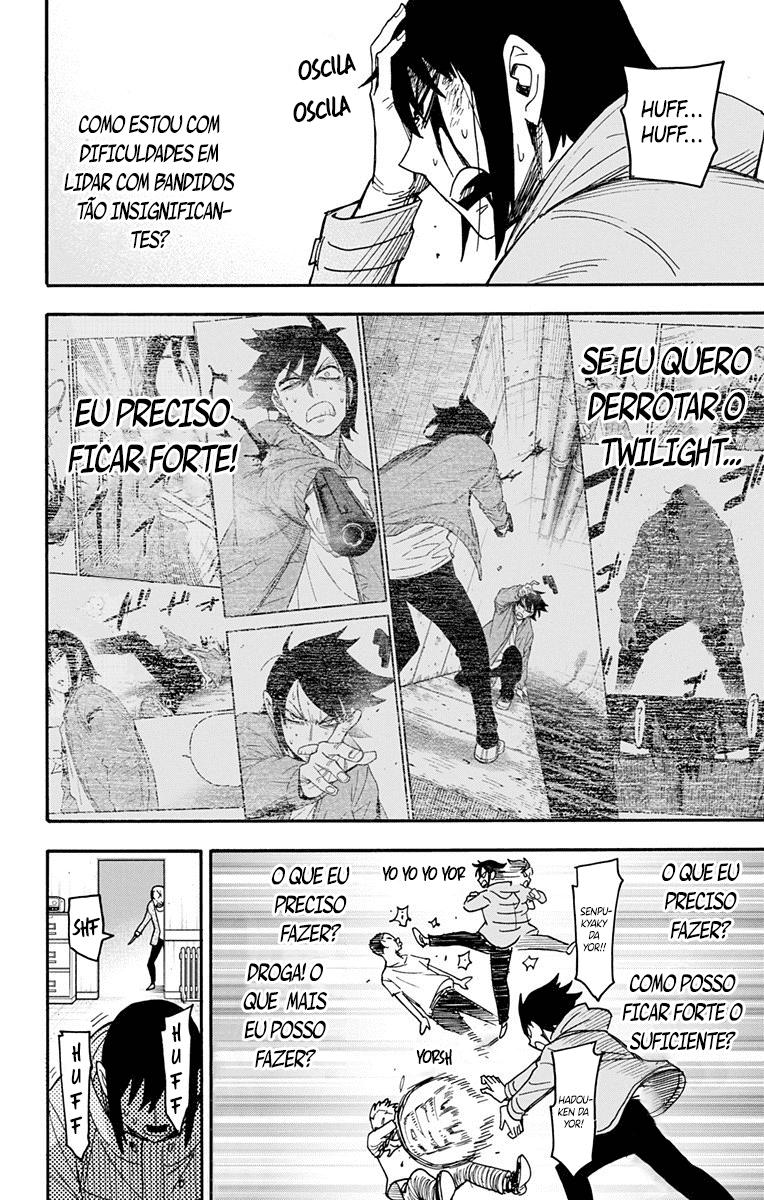 HUFF...
HUFF...
OSCILA
OSCILA
COMO ESTOU COM
DIFICULDADES EM
LIDAR COM BANDIDOS
TÃO INSIGNIFICAN-
TES?
SE EU QUERO
DERROTAR O
TWILIGHT...
EU PRECISO
FICAR FORTE!
O QUE EU
PRECISO
FAZER?
COMO POSSO
FICAR FORTE O
SUFICIENTE?
SENPU-
KYAKY
DA
YOR!!
YO YO YO YOR
HADOU-
KEN DA
YOR!
YORSH
O QUE EU
PRECISO
FAZER?
DROGA! O
QUE MAIS
EU POSSO
FAZER?
SHF
HUFF
HUFF